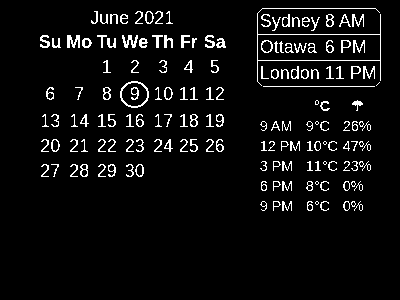 June 2021
Su Mo Tu We Th Fr Sa
1 2 3 4 5
6 7 8 9 10 11 12
13 14 15 16 17 18 19
20 21 22 23 24 25 26
27 28 29 30
Sydney 8 AM
Ottawa 6 PM
London 11 PM
°C
9 AM 9°C 26%
12 PM 10°C 47%
3 PM 11°C 23%
6 PM 8°C 0%
9 PM 6°C 0%